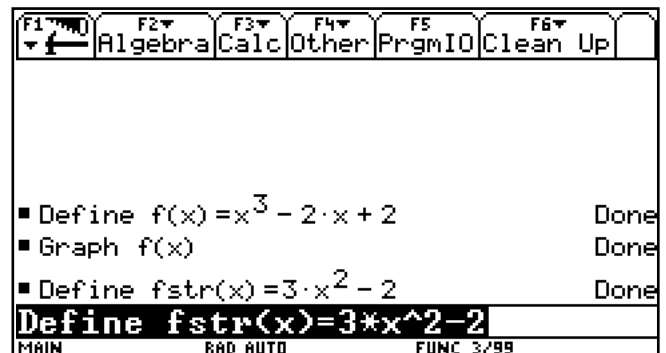 F1 F2 F3 F4 F5 F6
Algebra Calc Other PrgmIO Clean Up
▪ Define f(x) = x³ − 2·x + 2 Done
▪ Graph f(x) Done
▪ Define fstr(x) = 3·x² − 2 Done
Define fstr(x)=3*x^2−2
MAIN RAD AUTO FUNC 3/99